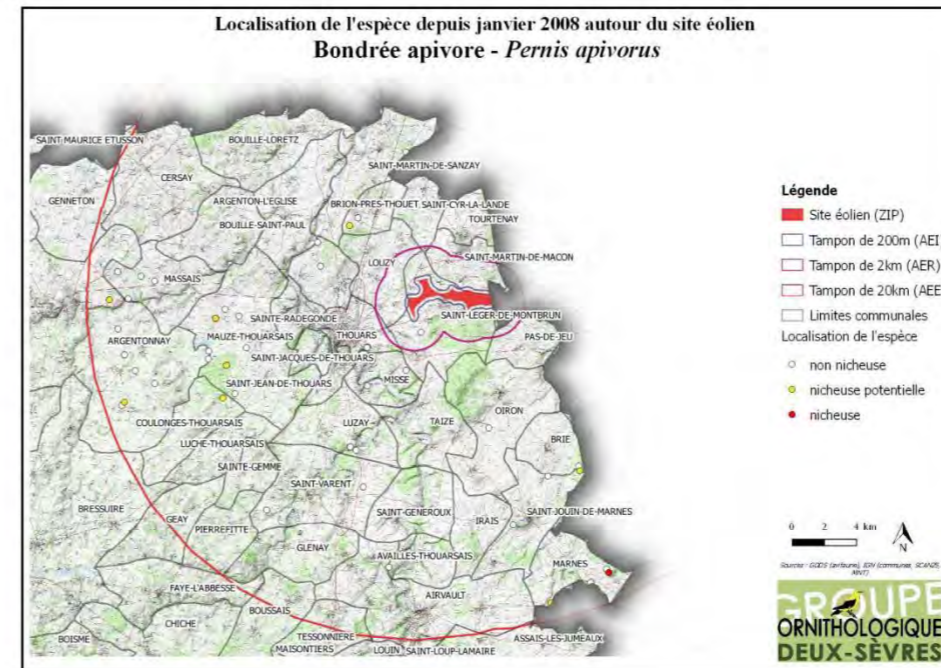 Localisation de l'espèce depuis janvier 2008 autour du site éolien
Bondrée apivore - Pernis apivorus
SAINT-MAURICE ETUSSON
BOUILLE-LORETZ
SAINT-MARTIN-DE-SANZAY
CERSAY
GENNETON
ARGENTON-L'EGLISE
BRION-PRES-THOUET
SAINT-CYR-LA-LANDE
TOURTENAY
BOUILLE-SAINT-PAUL
LOUZY
SAINT-MARTIN-DE-MACON
MASSAIS
SAINT-LEGER-DE-MONTBRUN
SAINTE-RADEGONDE
MAUZE-THOUARSAIS
THOUARS
PAS-DE-JEU
ARGENTONNAY
SAINT-JACQUES-DE-THOUARS
MISSE
SAINT-JEAN-DE-THOUARS
OIRON
COULONGES-THOUARSAIS
LUZAY
TAIZE
BRIE
LUCHE-THOUARSAIS
SAINTE-GEMME
SAINT-VARENT
BRESSUIRE
GEAY
PIERREFITTE
SAINT-GENEROUX
IRAIS
SAINT-JOUIN-DE-MARNES
GLENAY
AVAILLES-THOUARSAIS
MARNES
FAYE-L'ABBESSE
AIRVAULT
BOUSSAIS
CHICHE
TESSONNIERE
ASSAIS-LES-JUMEAUX
BOISME
MAISONTIERS
LOUIN
SAINT-LOUP-LAMAIRE
Légende
Site éolien (ZIP)
Tampon de 200m (AEI
Tampon de 2km (AER)
Tampon de 20km (AEE
Limites communales
Localisation de l'espèce
non nicheuse
nicheuse potentielle
nicheuse
0 2 4 km
N
Sources : GODS (avifaune), IGN (communes, SCAN25,
MNT)
GROUPE
ORNITHOLOGIQUE
DEUX-SÈVRES